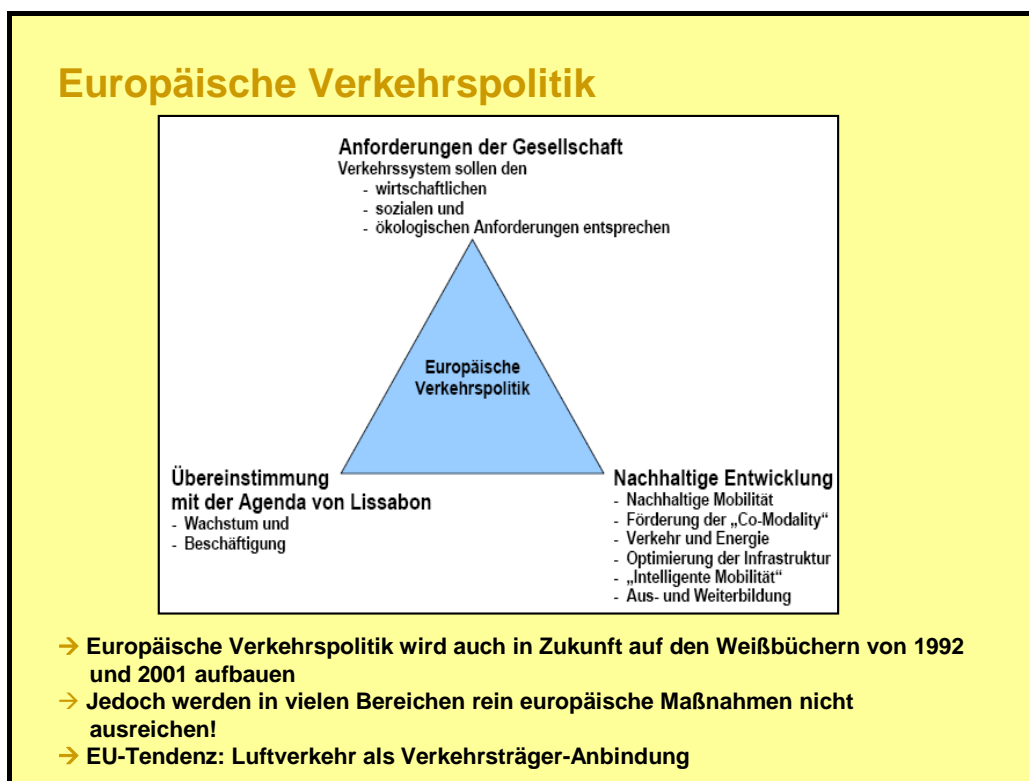 Europäische Verkehrspolitik
Anforderungen der Gesellschaft
Verkehrssystem sollen den
- wirtschaftlichen
- sozialen und
- ökologischen Anforderungen entsprechen
Europäische
Verkehrspolitik
Übereinstimmung
mit der Agenda von Lissabon
- Wachstum und
- Beschäftigung
Nachhaltige Entwicklung
- Nachhaltige Mobilität
- Förderung der „Co-Modality“
- Verkehr und Energie
- Optimierung der Infrastruktur
- „Intelligente Mobilität“
- Aus- und Weiterbildung
→ Europäische Verkehrspolitik wird auch in Zukunft auf den Weißbüchern von 1992
und 2001 aufbauen
→ Jedoch werden in vielen Bereichen rein europäische Maßnahmen nicht
ausreichen!
→ EU-Tendenz: Luftverkehr als Verkehrsträger-Anbindung